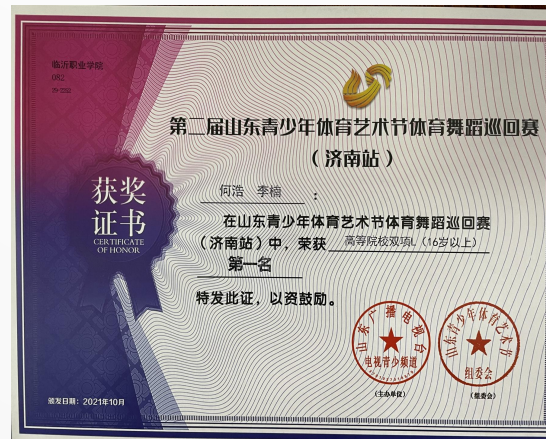 临沂职业学院
082
第二届山东青少年体育艺术节体育舞蹈巡回赛
（济南站）
获奖
证书
CERTIFICATE
OF HONOR
何浩 李楠 ：
在山东青少年体育艺术节体育舞蹈巡回赛
（济南站）中，荣获 高等院校双项L（16岁以上）
第一名
特发此证，以资鼓励。
山东广播电视台
电视青少频道
（主办单位）
山东青少年体育艺术节
组委会
（组委会）
颁发日期：2021年10月